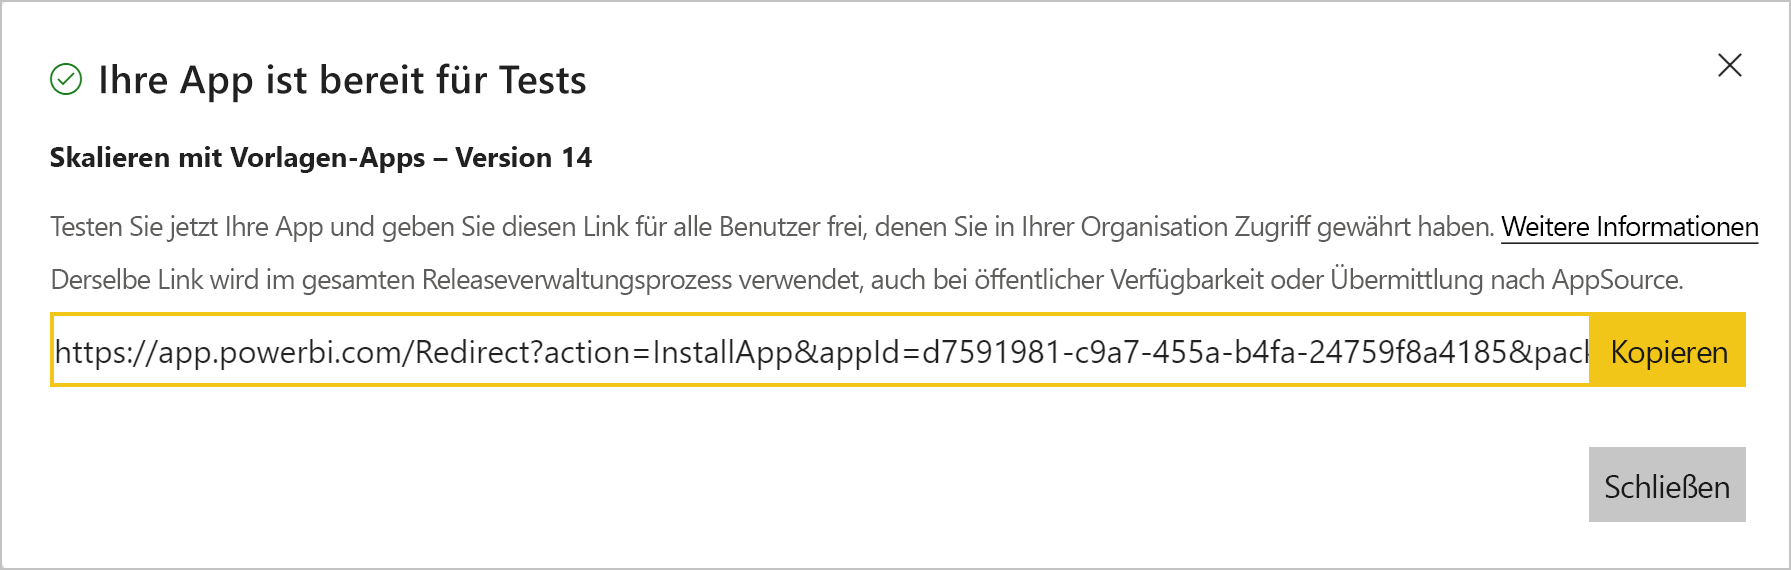 Ihre App ist bereit für Tests
Skalieren mit Vorlagen-Apps – Version 14
Testen Sie jetzt Ihre App und geben Sie diesen Link für alle Benutzer frei, denen Sie in Ihrer Organisation Zugriff gewährt haben. Weitere Informationen
Derselbe Link wird im gesamten Releaseverwaltungsprozess verwendet, auch bei öffentlicher Verfügbarkeit oder Übermittlung nach AppSource.
https://app.powerbi.com/Redirect?action=InstallApp&appId=d7591981-c9a7-455a-b4fa-24759f8a4185&pack Kopieren
Schließen